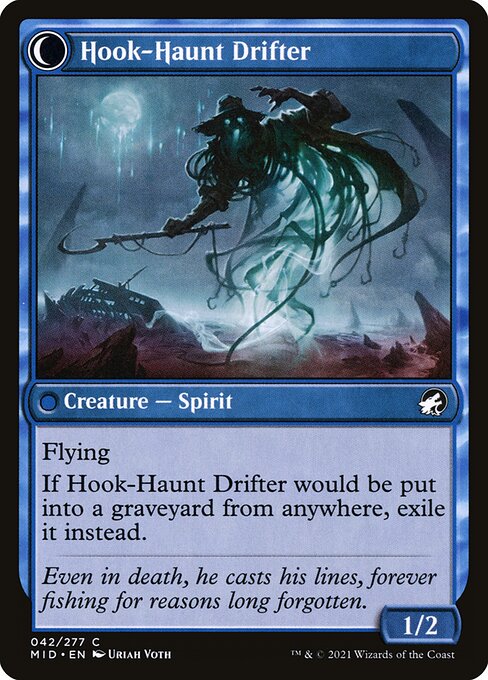 Hook-Haunt Drifter
Creature — Spirit
Flying
If Hook-Haunt Drifter would be put
into a graveyard from anywhere, exile
it instead.
Even in death, he casts his lines, forever
fishing for reasons long forgotten.
1/2
042/277 C
MID • EN Uriah Voth
™ & © 2021 Wizards of the Coast